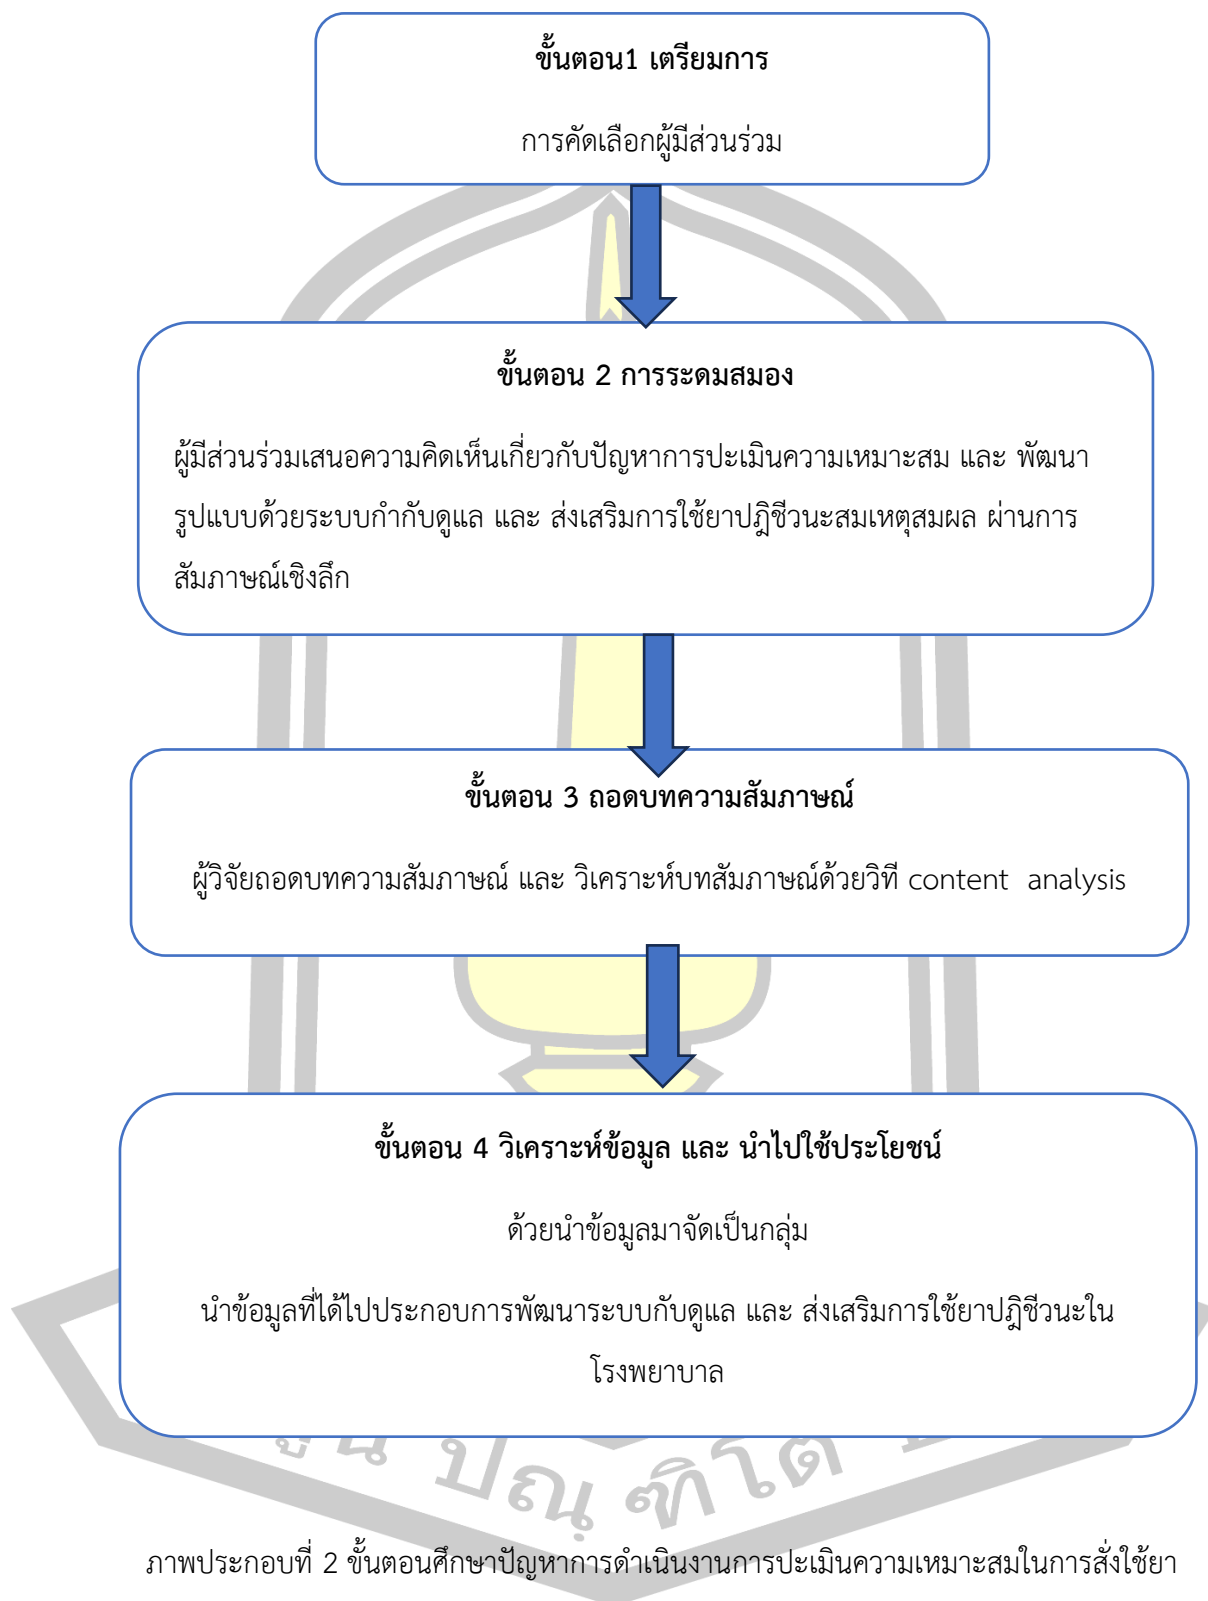 ขั้นตอน1 เตรียมการ
การคัดเลือกผู้มีส่วนร่วม
ขั้นตอน 2 การระดมสมอง
ผู้มีส่วนร่วมเสนอความคิดเห็นเกี่ยวกับปัญหาการประเมินความเหมาะสม และ พัฒนา
รูปแบบด้วยระบบกำกับดูแล และ ส่งเสริมการใช้ยาปฎิชีวนะสมเหตุสมผล ผ่านการ
สัมภาษณ์เชิงลึก
ขั้นตอน 3 ถอดบทความสัมภาษณ์
ผู้วิจัยถอดบทความสัมภาษณ์ และ วิเคราะห์บทสัมภาษณ์ด้วยวิที content analysis
ขั้นตอน 4 วิเคราะห์ข้อมูล และ นำไปใช้ประโยชน์
ด้วยนำข้อมูลมาจัดเป็นกลุ่ม
นำข้อมูลที่ได้ไปประกอบการพัฒนาระบบกับดูแล และ ส่งเสริมการใช้ยาปฎิชีวนะใน
โรงพยาบาล
ปณฺ ฑิโต
ภาพประกอบที่ 2 ขั้นตอนศึกษาปัญหาการดำเนินงานการประเมินความเหมาะสมในการสั่งใช้ยา